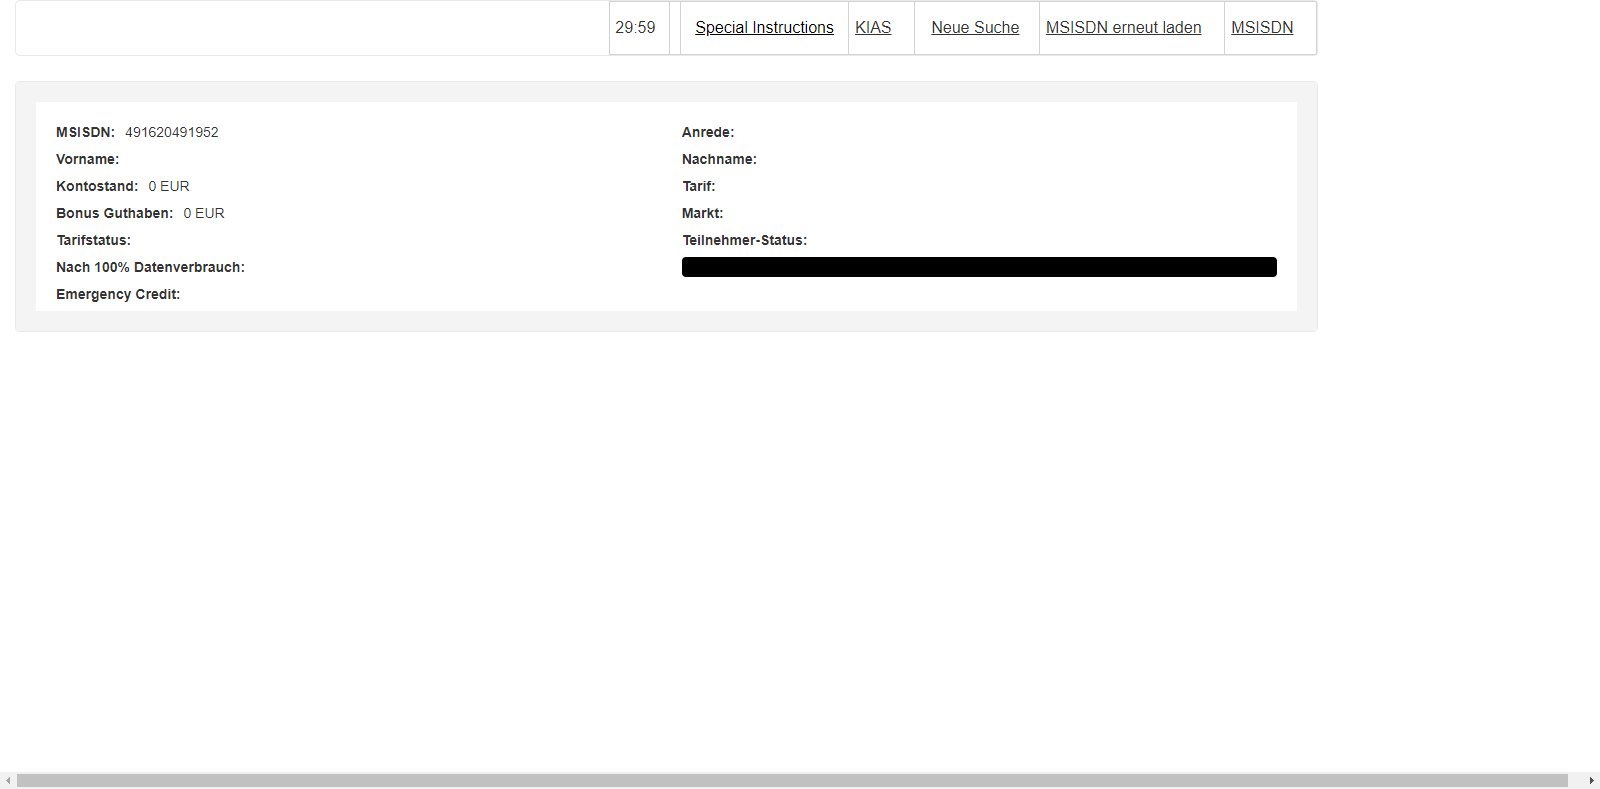 29:59 Special Instructions KIAS Neue Suche MSISDN erneut laden MSISDN
MSISDN: 491620491952 Anrede:
Vorname: Nachname:
Kontostand: 0 EUR Tarif:
Bonus Guthaben: 0 EUR Markt:
Tarifstatus: Teilnehmer-Status:
Nach 100% Datenverbrauch:
Emergency Credit: